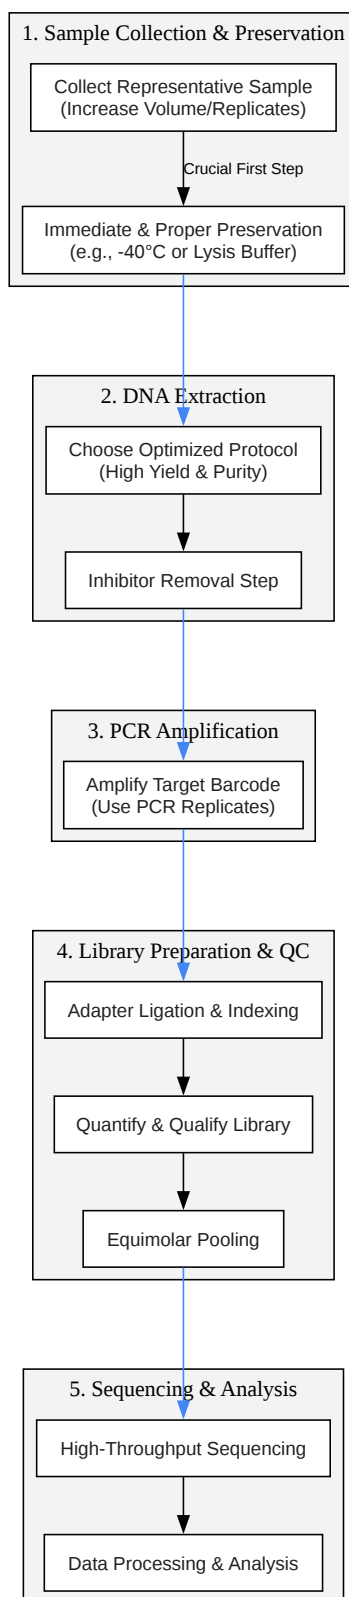 1. Sample Collection & Preservation
Collect Representative Sample
(Increase Volume/Replicates)
Crucial First Step
Immediate & Proper Preservation
(e.g., -40°C or Lysis Buffer)
2. DNA Extraction
Choose Optimized Protocol
(High Yield & Purity)
Inhibitor Removal Step
3. PCR Amplification
Amplify Target Barcode
(Use PCR Replicates)
4. Library Preparation & QC
Adapter Ligation & Indexing
Quantify & Qualify Library
Equimolar Pooling
5. Sequencing & Analysis
High-Throughput Sequencing
Data Processing & Analysis